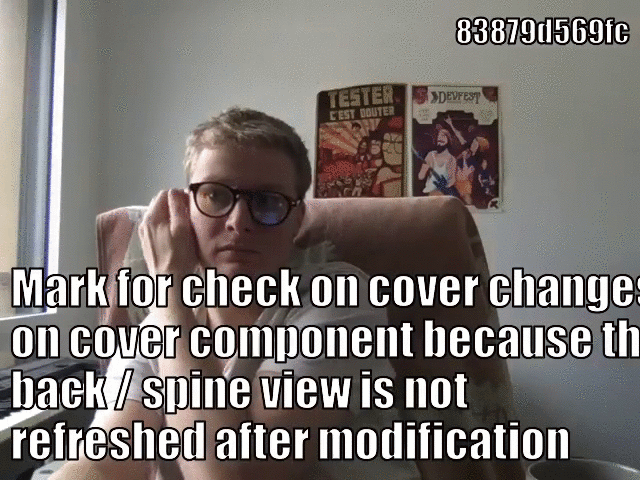 83879d569fc
TESTER
C'EST DOUTER
DEVFEST
Mark for check on cover changes
on cover component because th
back / spine view is not
refreshed after modification